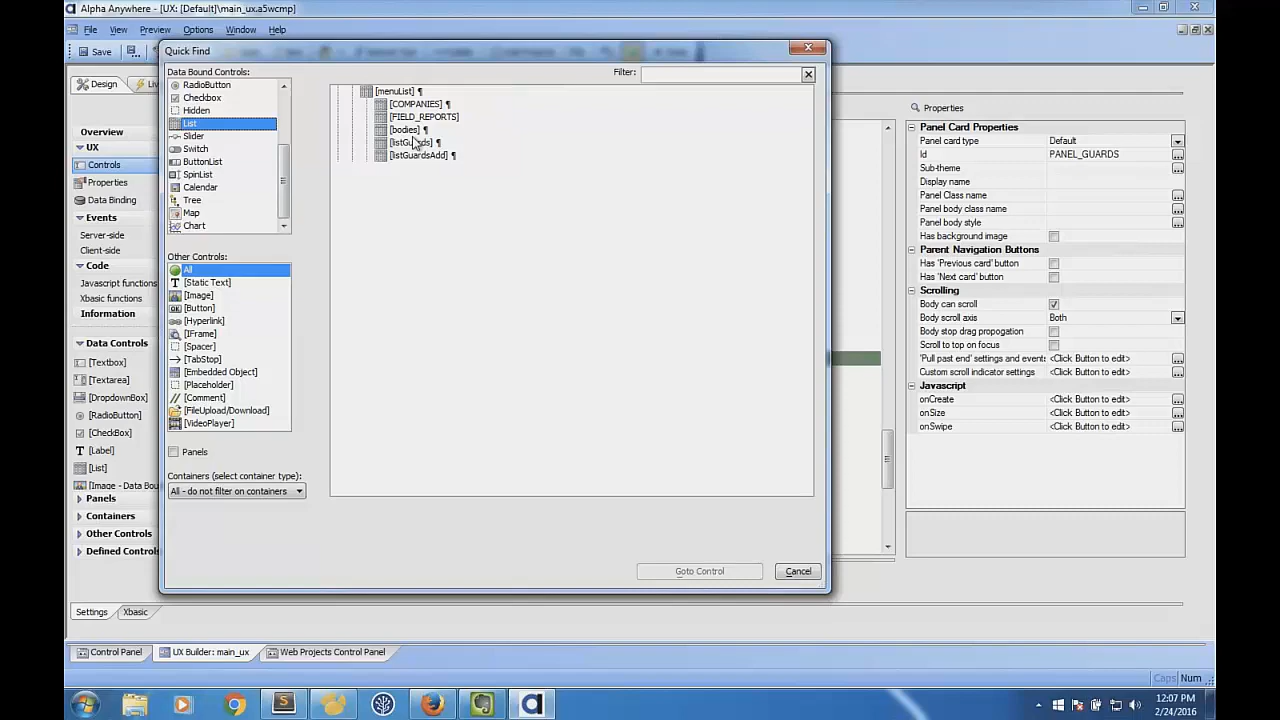 Alpha Anywhere - [UX: [Default]\main_ux.a5wcmp]
File View Preview Options Window Help
Save
Quick Find
Design
Data Bound Controls:
Filter:
RadioButton
Checkbox
Hidden
List
Slider
Switch
ButtonList
SpinList
Calendar
Tree
Map
Chart
[menuList] ¶
[COMPANIES] ¶
[FIELD_REPORTS]
[bodies] ¶
[listGuards] ¶
[listGuardsAdd] ¶
Other Controls:
All
[Static Text]
[Image]
[Button]
[Hyperlink]
[IFrame]
[Spacer]
[TabStop]
[Embedded Object]
[Placeholder]
[Comment]
[FileUpload/Download]
[VideoPlayer]
Panels
Containers (select container type):
All - do not filter on containers
Goto Control
Cancel
Overview
UX
Controls
Properties
Data Binding
Events
Server-side
Client-side
Code
Javascript functions
Xbasic functions
Information
Data Controls
[Textbox]
[Textarea]
[DropdownBox]
[RadioButton]
[CheckBox]
[Label]
[List]
[Image - Data Bou
Panels
Containers
Other Controls
Defined Controls
Properties
Panel Card Properties
Panel card type Default
Id PANEL_GUARDS
Sub-theme
Display name
Panel Class name
Panel body class name
Panel body style
Has background image
Parent Navigation Buttons
Has 'Previous card' button
Has 'Next card' button
Scrolling
Body can scroll
Body scroll axis Both
Body stop drag propogation
Scroll to top on focus
'Pull past end' settings and event: <Click Button to edit>
Custom scroll indicator settings <Click Button to edit>
Javascript
onCreate <Click Button to edit>
onSize <Click Button to edit>
onSwipe <Click Button to edit>
Settings Xbasic
Control Panel UX Builder: main_ux Web Projects Control Panel
Caps Num
12:07 PM
2/24/2016